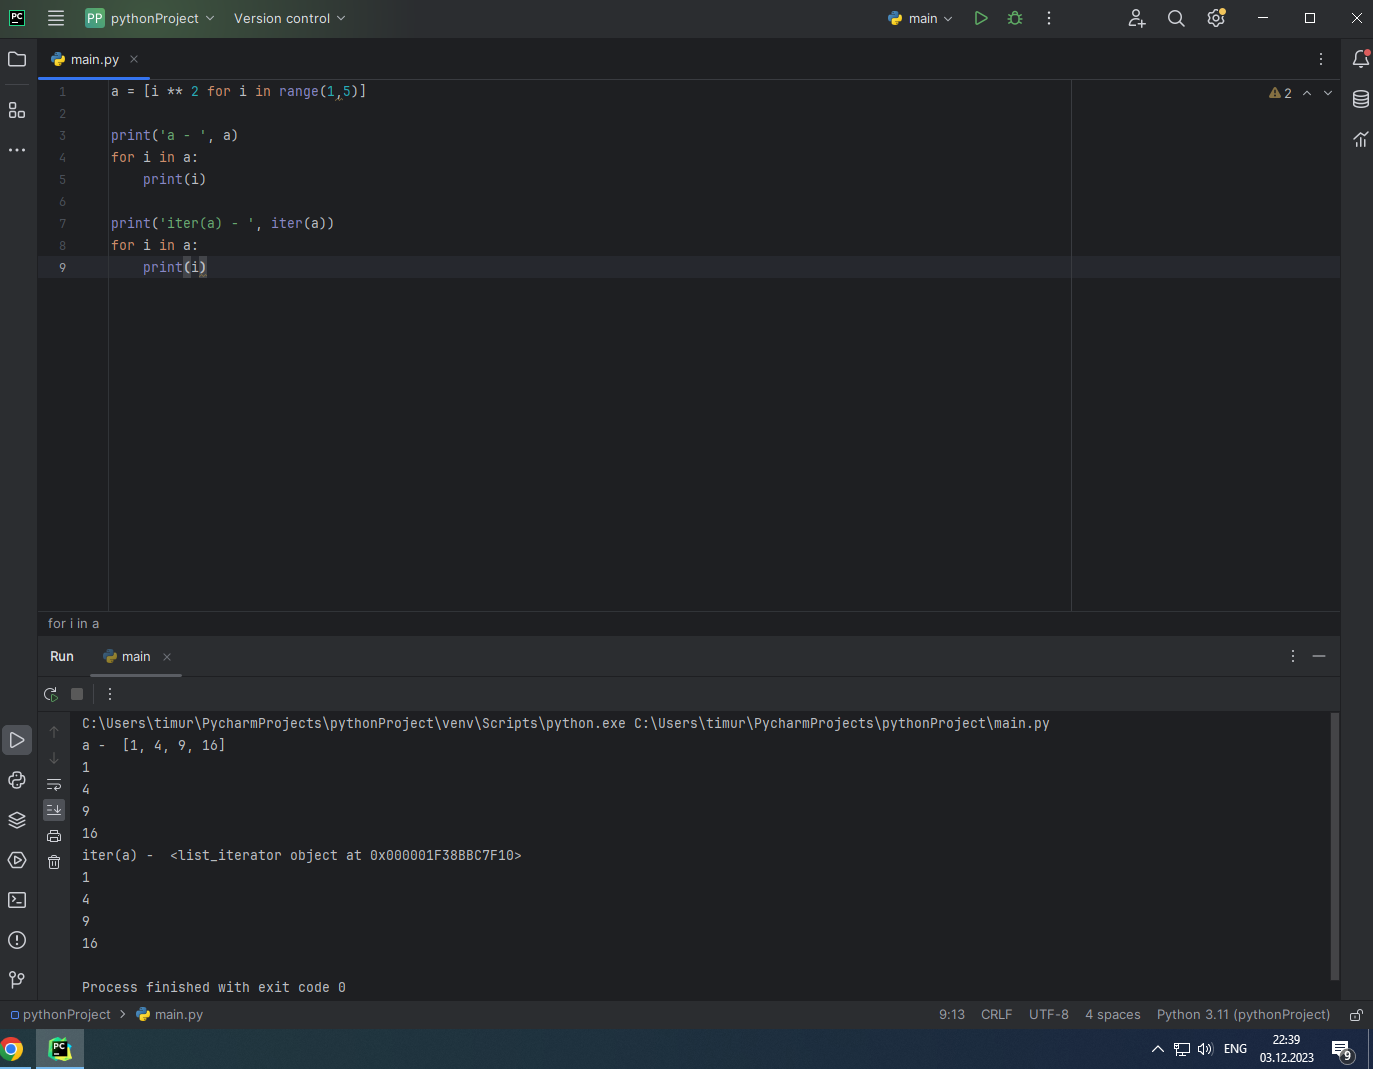 PC PP pythonProject Version control main
main.py
1 a = [i ** 2 for i in range(1,5)]
2
3 print('a - ', a)
4 for i in a:
5 print(i)
6
7 print('iter(a) - ', iter(a))
8 for i in a:
9 print(i)
2
for i in a
Run main
C:\Users\timur\PycharmProjects\pythonProject\venv\Scripts\python.exe C:\Users\timur\PycharmProjects\pythonProject\main.py
a -  [1, 4, 9, 16]
1
4
9
16
iter(a) -  <list_iterator object at 0x000001F38BBC7F10>
1
4
9
16
Process finished with exit code 0
pythonProject > main.py 9:13 CRLF UTF-8 4 spaces Python 3.11 (pythonProject)
PC ENG 22:39
03.12.2023 9